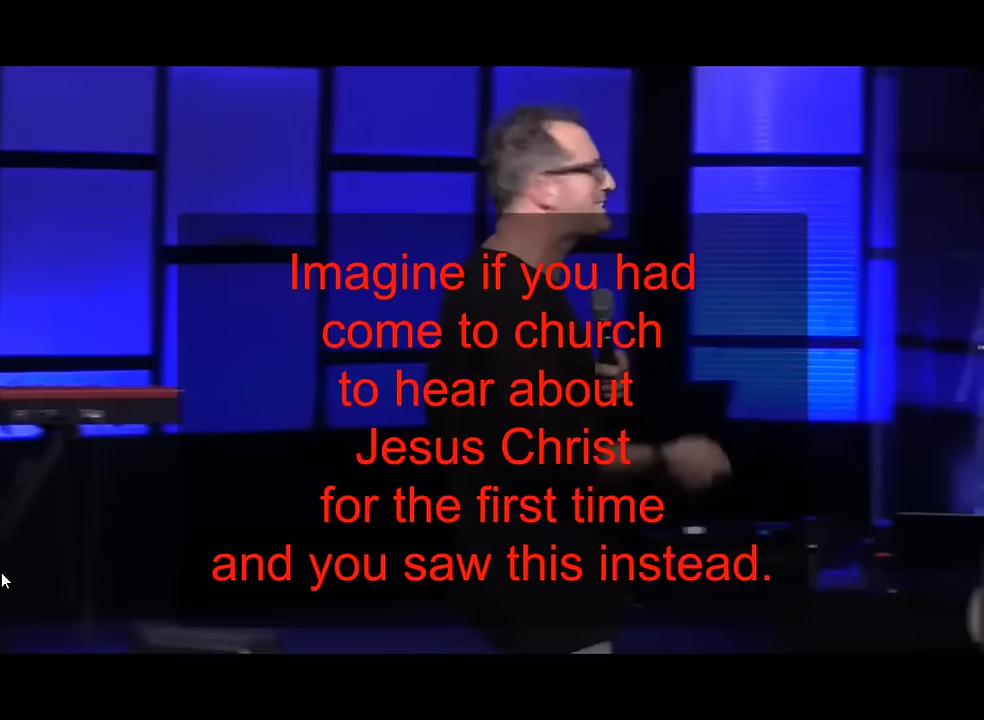 Imagine if you had
come to church
to hear about
Jesus Christ
for the first time
and you saw this instead.